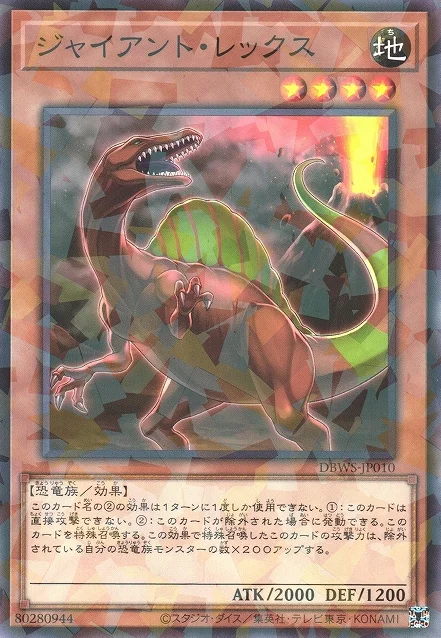 ジャイアント・レックス
地
DBWS-JP010
【恐竜族/効果】
このカード名の②の効果は1ターンに1度しか使用できない。①:このカードは
直接攻撃できない。②:このカードが除外された場合に発動できる。この
カードを特殊召喚する。この効果で特殊召喚したこのカードの攻撃力は、除外
されている自分の恐竜族モンスターの数×200アップする。
ATK/2000 DEF/1200
80280944 ©スタジオ・ダイス/集英社・テレビ東京・KONAMI